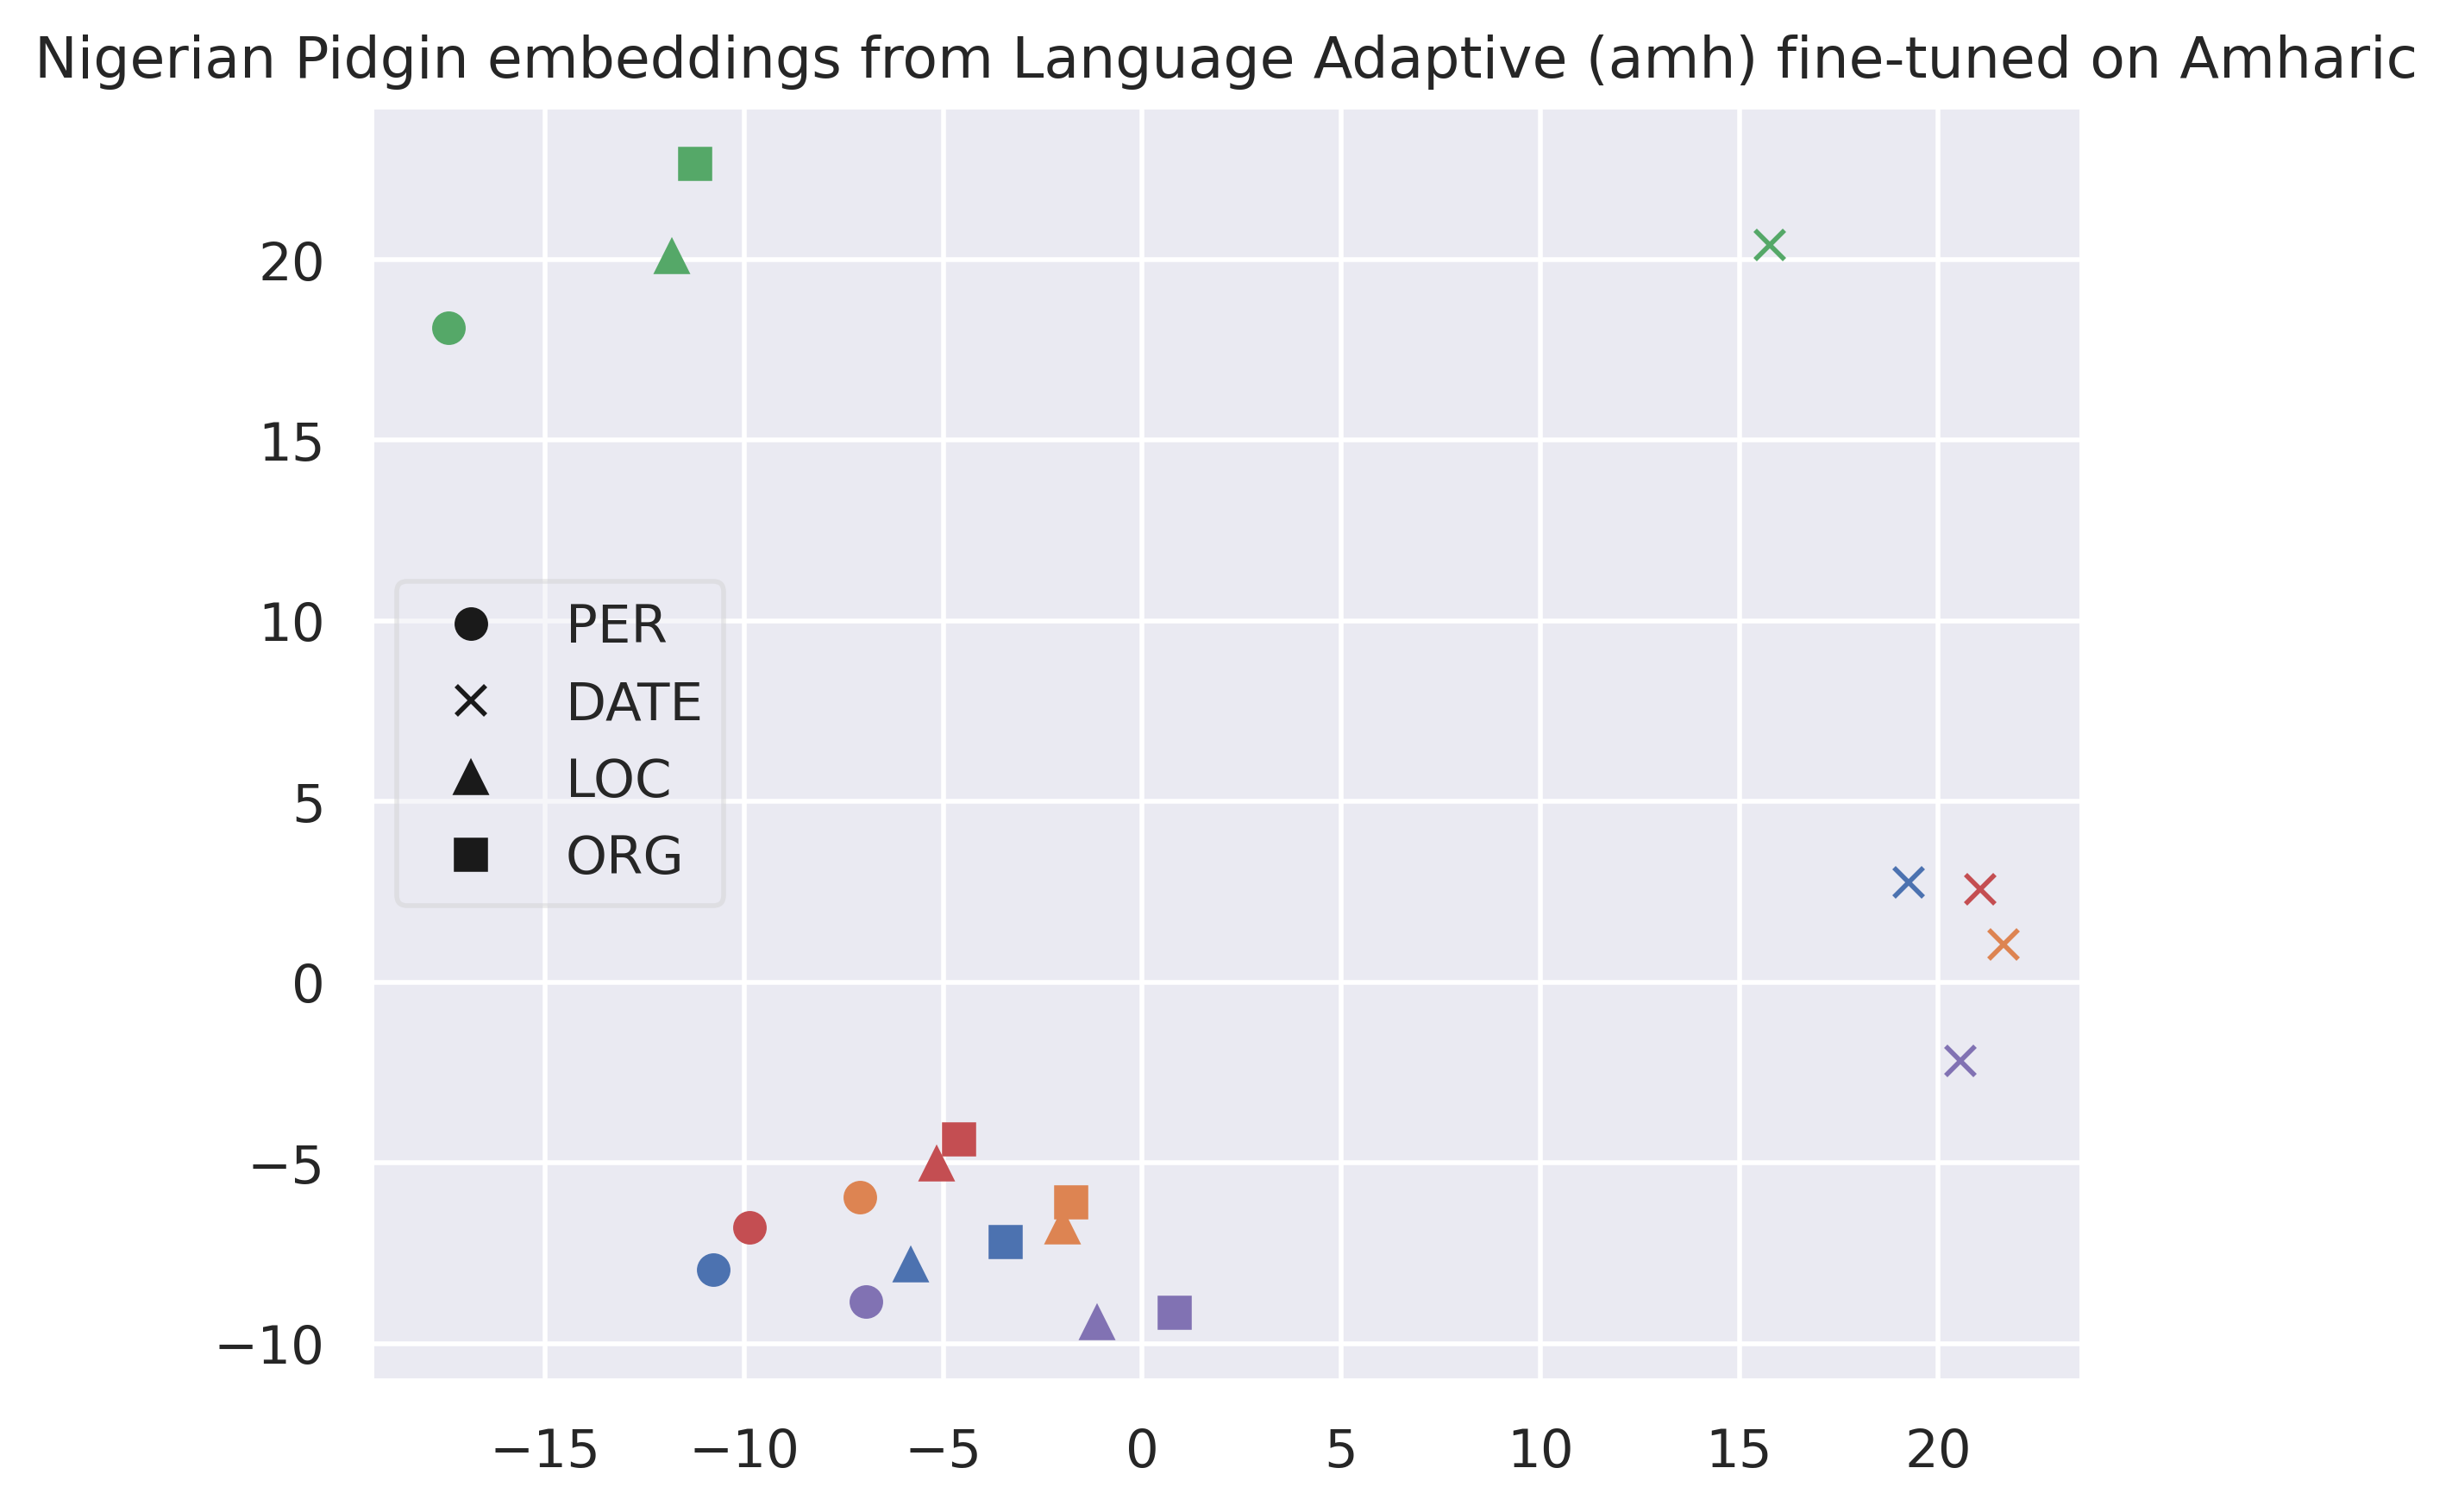 Nigerian Pidgin embeddings from Language Adaptive (amh) fine-tuned on Amharic
20
15
10
5
0
−5
−10
PER
DATE
LOC
ORG
−15 −10 −5 0 5 10 15 20